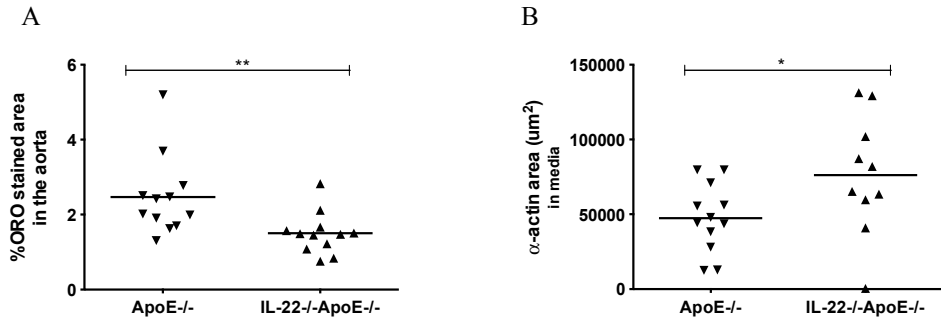 A
%ORO stained area
in the aorta
6
4
2
0
**
ApoE-/-
IL-22-/-ApoE-/-
B
α-actin area (um²)
in media
150000
100000
50000
0
*
ApoE-/-
IL-22-/-ApoE-/-